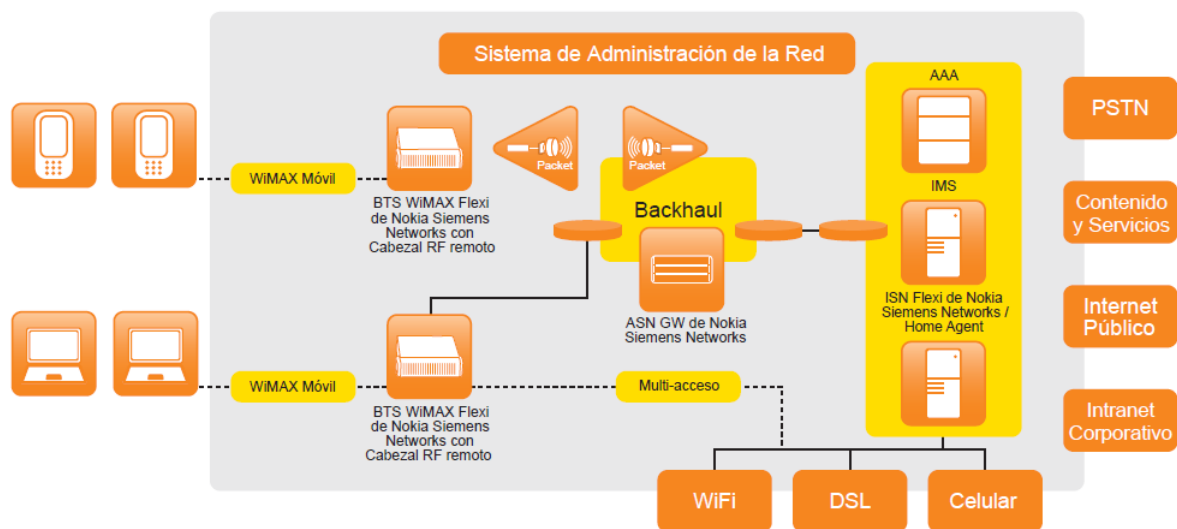 Sistema de Administración de la Red
AAA
PSTN
Packet
Packet
WiMAX Móvil
BTS WiMAX Flexi
de Nokia Siemens
Networks con
Cabezal RF remoto
Backhaul
IMS
Contenido
y Servicios
ASN GW de Nokia
Siemens Networks
ISN Flexi de Nokia
Siemens Networks /
Home Agent
Internet
Público
WiMAX Móvil
BTS WiMAX Flexi
de Nokia Siemens
Networks con
Cabezal RF remoto
Multi-acceso
Intranet
Corporativo
WiFi
DSL
Celular